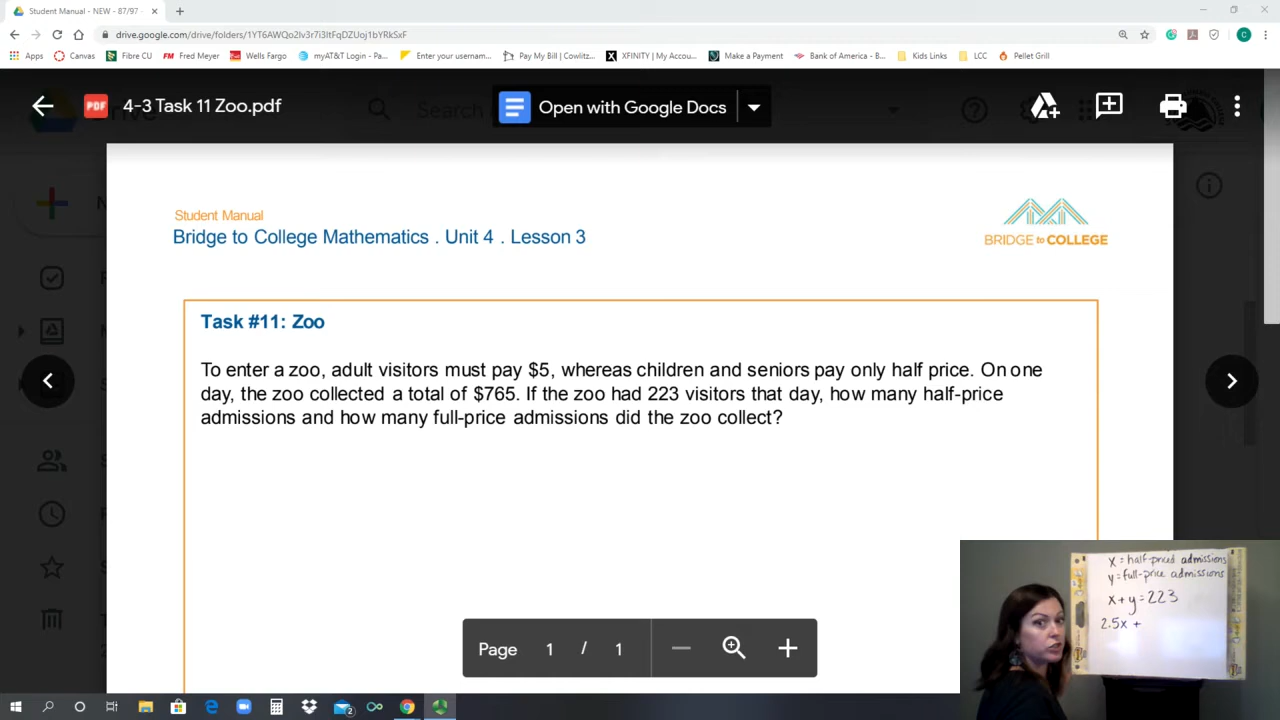 Student Manual - NEW - 87/97 -
drive.google.com/drive/folders/1YT6AWQo2lv3r7i3ItFqDZUoj1bYRkSxF
Apps Canvas Fibre CU Fred Meyer Wells Fargo myAT&T Login - Pa... Enter your usernam... Pay My Bill | Cowlitz... XFINITY | My Accou... Make a Payment Bank of America - B... Kids Links LCC Pellet Grill
PDF 4-3 Task 11 Zoo.pdf Search Open with Google Docs
Student Manual
Bridge to College Mathematics . Unit 4 . Lesson 3
BRIDGE to COLLEGE
Task #11: Zoo
To enter a zoo, adult visitors must pay $5, whereas children and seniors pay only half price. On one
day, the zoo collected a total of $765. If the zoo had 223 visitors that day, how many half-price
admissions and how many full-price admissions did the zoo collect?
x = half-priced admissions
y = full-price admissions
x + y = 223
2.5x +
Page 1 / 1